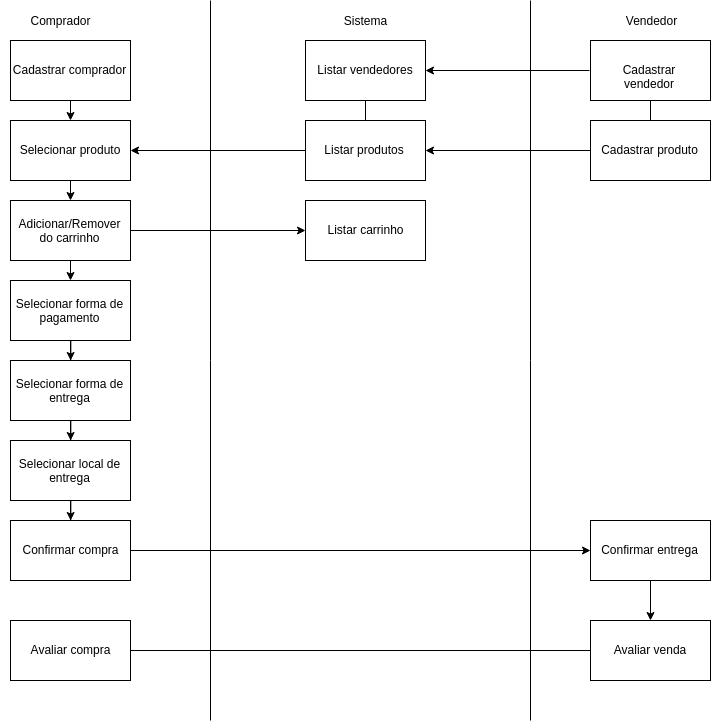 Comprador
Sistema
Vendedor
Cadastrar comprador
Listar vendedores
Cadastrar
vendedor
Selecionar produto
Listar produtos
Cadastrar produto
Adicionar/Remover
do carrinho
Listar carrinho
Selecionar forma de
pagamento
Selecionar forma de
entrega
Selecionar local de
entrega
Confirmar compra
Confirmar entrega
Avaliar compra
Avaliar venda